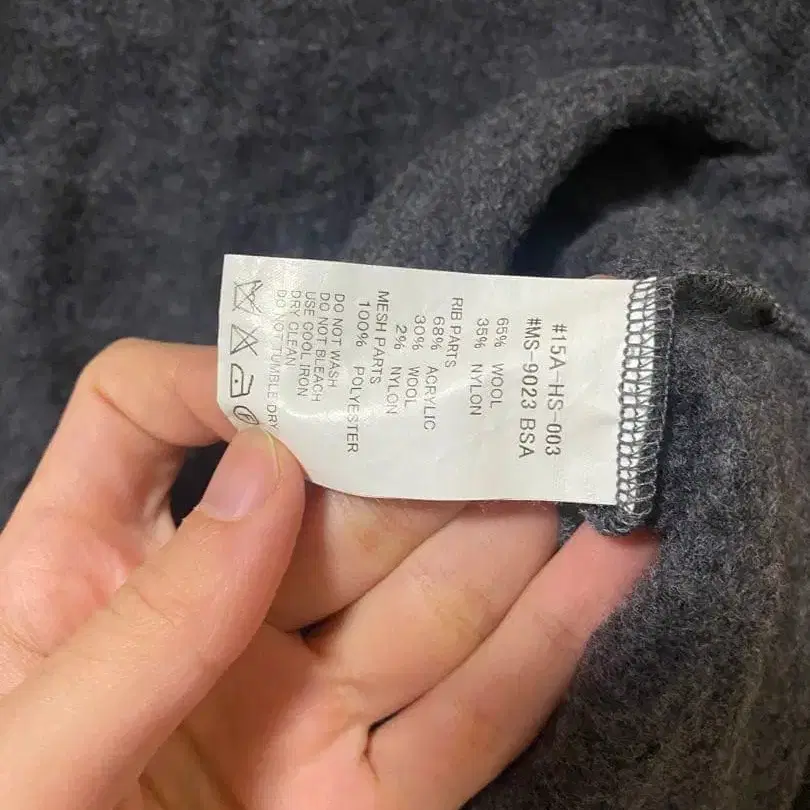 #15A-HS-003
#MS-9023 BSA
65% WOOL
35% NYLON
RIB PARTS
68% ACRYLIC
30% WOOL
2% NYLON
MESH PARTS
100% POLYESTER
DO NOT WASH
DO NOT BLEACH
USE COOL IRON
DRY CLEAN
DO NOT TUMBLE DRY